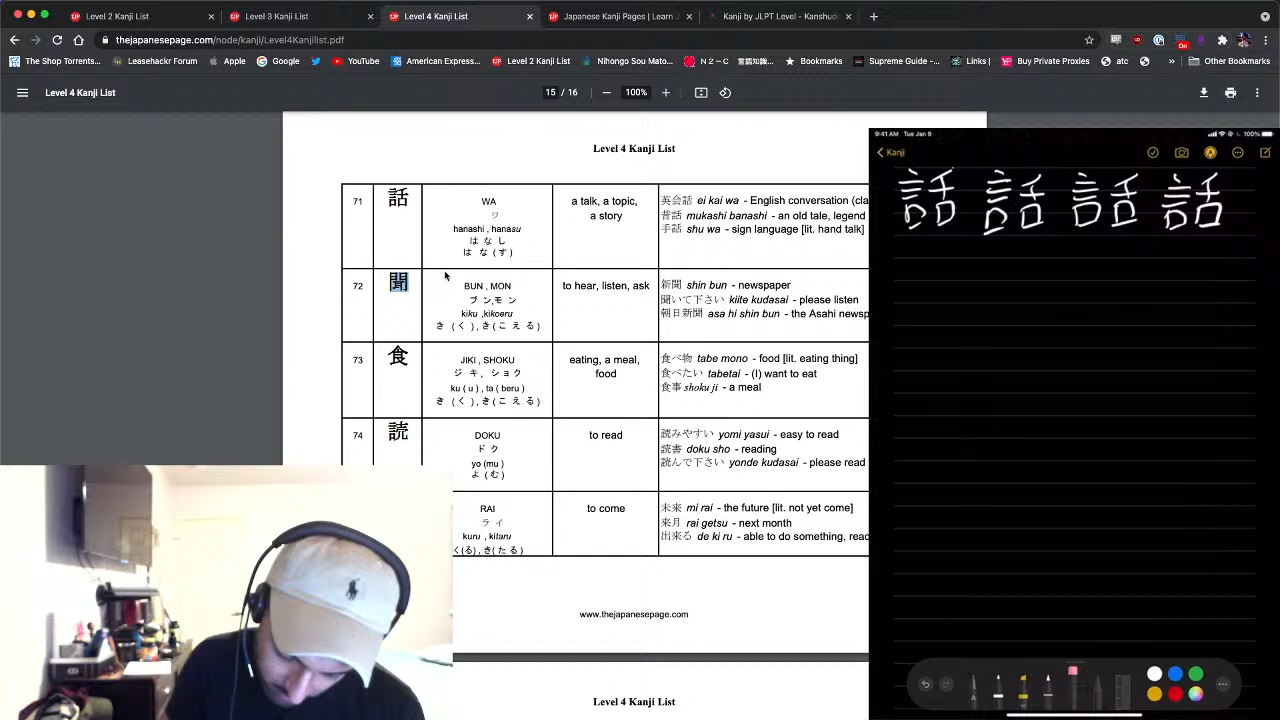 Level 2 Kanji List
Level 3 Kanji List
Level 4 Kanji List
Japanese Kanji Pages | Learn J
Kanji by JLPT Level - Kanshudo
thejapanesepage.com/node/kanji/Level4Kanjilist.pdf
The Shop Torrents...
Leasehackr Forum
Apple
Google
YouTube
American Express...
Level 2 Kanji List
Nihongo Sou Mato...
N２−C 言語知識...
Bookmarks
Supreme Guide -...
Links |
Buy Private Proxies
atc
Other Bookmarks
Level 4 Kanji List
15 / 16
100%
Level 4 Kanji List
71
話
WA
ワ
hanashi , hanasu
は な し
は な (す)
a talk, a topic,
a story
英会話 ei kai wa - English conversation (cla
昔話 mukashi banashi - an old tale, legend
手話 shu wa - sign language [lit. hand talk]
72
聞
BUN , MON
ブ ン,モ ン
kiku ,kikoeru
き (く),き(こ え る)
to hear, listen, ask
新聞 shin bun - newspaper
聞いて下さい kiite kudasai - please listen
朝日新聞 asa hi shin bun - the Asahi newsp
73
食
JIKI , SHOKU
ジ キ, シ ョ ク
ku ( u ) , ta ( beru )
き (く),き(こ え る)
eating, a meal,
food
食べ物 tabe mono - food [lit. eating thing]
食べたい tabetai - (I) want to eat
食事 shoku ji - a meal
74
読
DOKU
ド ク
yo (mu )
よ (む)
to read
読みやすい yomi yasui - easy to read
読書 doku sho - reading
読んで下さい yonde kudasai - please read
RAI
ラ イ
kuru , kitaru
く(る),き(た る)
to come
未来 mi rai - the future [lit. not yet come]
来月 rai getsu - next month
出来る de ki ru - able to do something, read
www.thejapanesepage.com
Level 4 Kanji List
9:41 AM Tue Jan 9
100%
Kanji
話 話 話 話